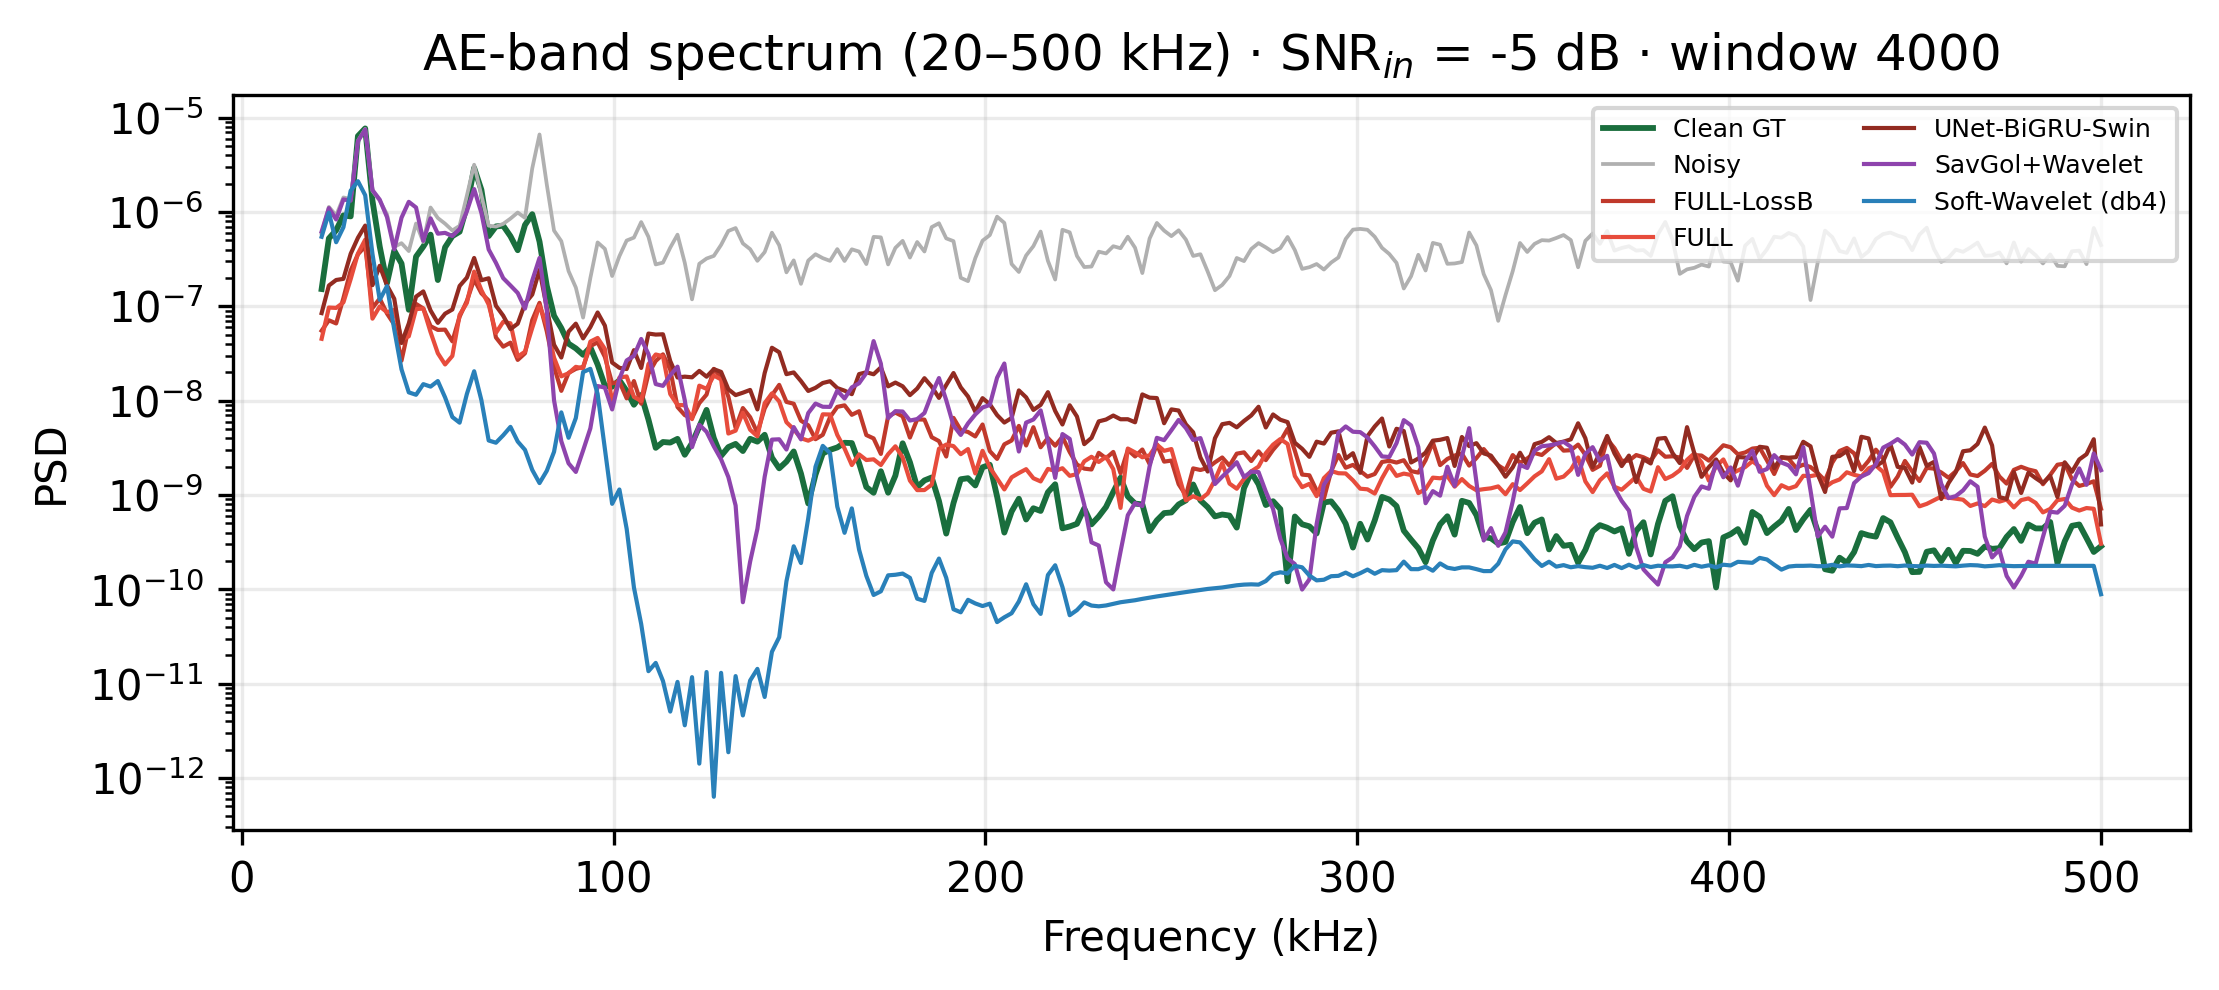 AE-band spectrum (20–500 kHz) · SNR$_{in}$ = -5 dB · window 4000
10⁻⁵
10⁻⁶
10⁻⁷
10⁻⁸
10⁻⁹
10⁻¹⁰
10⁻¹¹
10⁻¹²
PSD
Clean GT
Noisy
FULL-LossB
FULL
UNet-BiGRU-Swin
SavGol+Wavelet
Soft-Wavelet (db4)
0 100 200 300 400 500
Frequency (kHz)